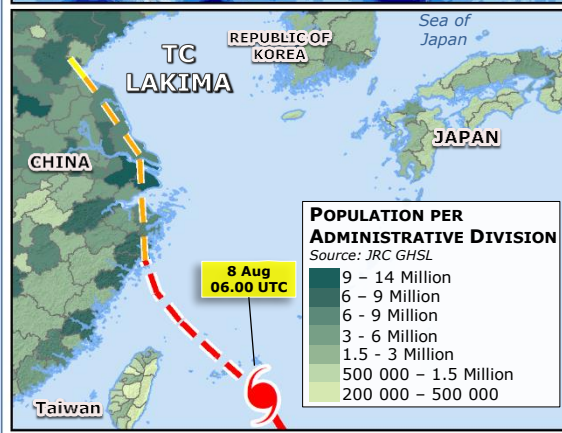 Sea of
Japan
REPUBLIC OF
KOREA
TC
LAKIMA
JAPAN
CHINA
8 Aug
06.00 UTC
Taiwan
POPULATION PER
ADMINISTRATIVE DIVISION
Source: JRC GHSL
9 – 14 Million
6 – 9 Million
6 - 9 Million
3 - 6 Million
1.5 - 3 Million
500 000 – 1.5 Million
200 000 – 500 000